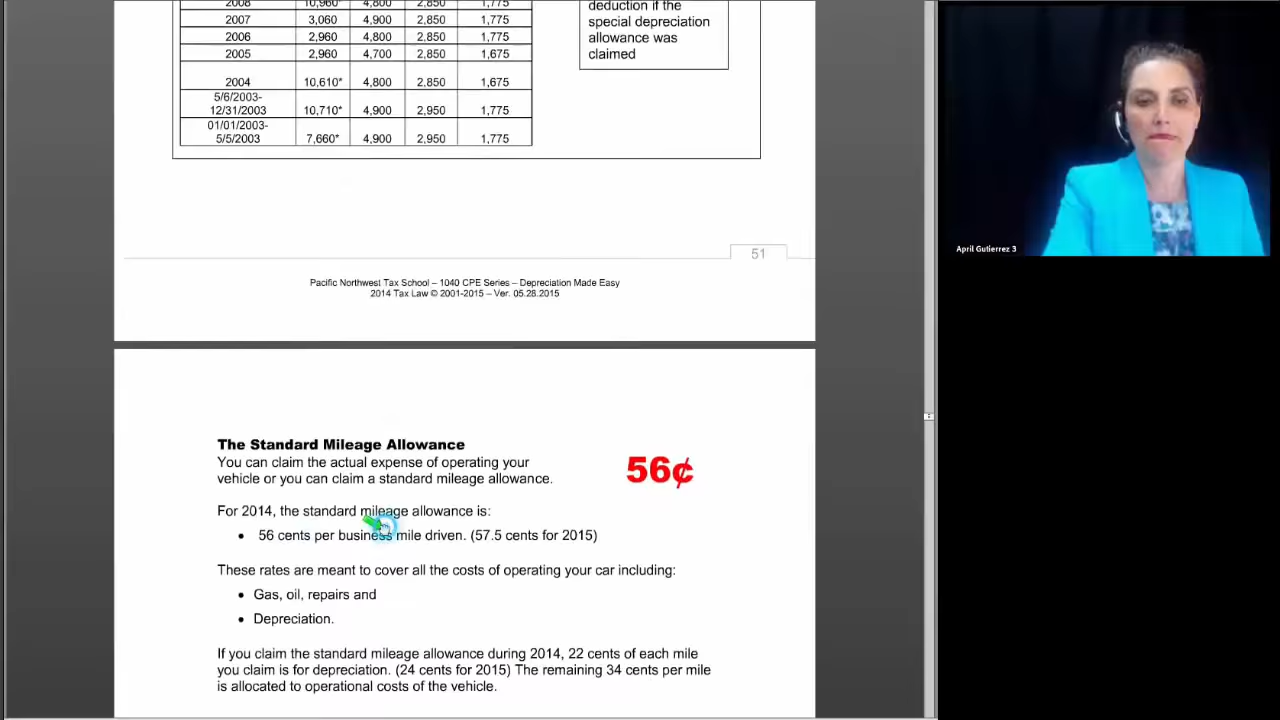 2008 10,960* 4,800 2,850 1,775
2007 3,060 4,900 2,850 1,775
2006 2,960 4,800 2,850 1,775
2005 2,960 4,700 2,850 1,675
2004 10,610* 4,800 2,850 1,675
5/6/2003-
12/31/2003 10,710* 4,900 2,950 1,775
01/01/2003-
5/5/2003 7,660* 4,900 2,950 1,775
deduction if the
special depreciation
allowance was
claimed
51
Pacific Northwest Tax School – 1040 CPE Series – Depreciation Made Easy
2014 Tax Law © 2001-2015 – Ver. 05.28.2015
The Standard Mileage Allowance
You can claim the actual expense of operating your
vehicle or you can claim a standard mileage allowance.
56¢
For 2014, the standard mileage allowance is:
• 56 cents per business mile driven. (57.5 cents for 2015)
These rates are meant to cover all the costs of operating your car including:
• Gas, oil, repairs and
• Depreciation.
If you claim the standard mileage allowance during 2014, 22 cents of each mile
you claim is for depreciation. (24 cents for 2015) The remaining 34 cents per mile
is allocated to operational costs of the vehicle.
April Gutierrez 3